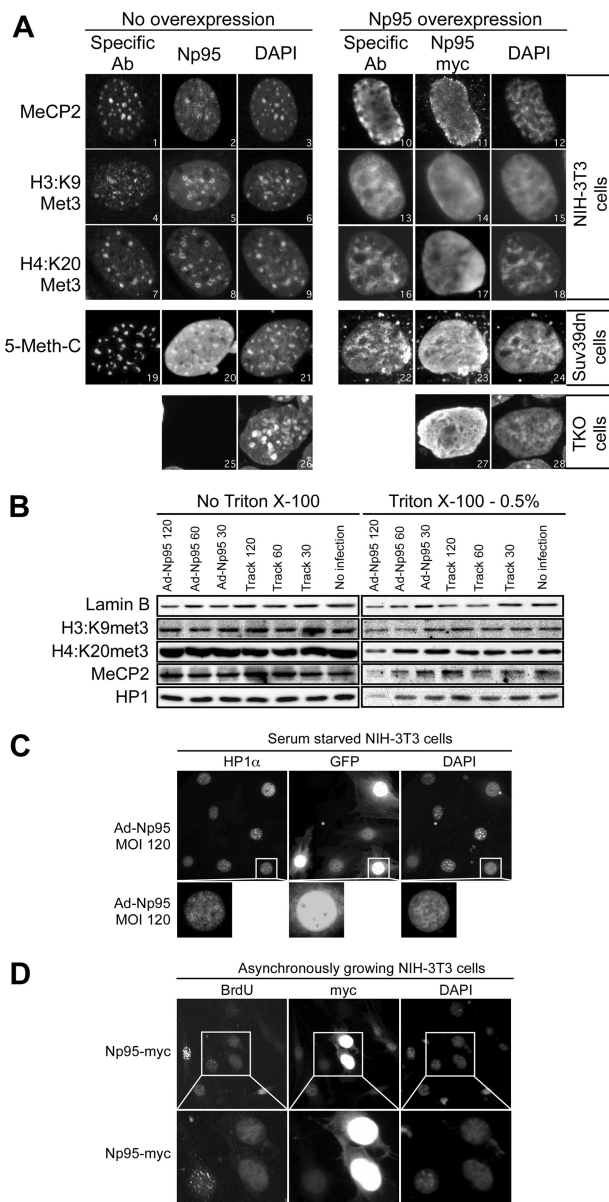 A
No overexpression
Np95 overexpression
Specific Ab
Np95
DAPI
Specific Ab
Np95 myc
DAPI
MeCP2
1
2
3
10
11
12
H3:K9 Met3
4
5
6
13
14
15
H4:K20 Met3
7
8
9
16
17
18
NIH-3T3 cells
5-Meth-C
19
20
21
22
23
24
Suv39dn cells
25
26
27
28
TKO cells
B
No Triton X-100
Triton X-100 - 0.5%
Ad-Np95 120
Ad-Np95 60
Ad-Np95 30
Track 120
Track 60
Track 30
No infection
Ad-Np95 120
Ad-Np95 60
Ad-Np95 30
Track 120
Track 60
Track 30
No infection
Lamin B
H3:K9met3
H4:K20met3
MeCP2
HP1
C
Serum starved NIH-3T3 cells
HP1α
GFP
DAPI
Ad-Np95
MOI 120
Ad-Np95
MOI 120
D
Asynchronously growing NIH-3T3 cells
BrdU
myc
DAPI
Np95-myc
Np95-myc